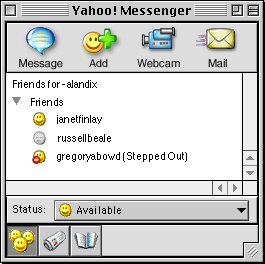 Yahoo! Messenger
Message Add Webcam Mail
Friends for - alandix
Friends
janetfinlay
russellbeale
gregoryabowd (Stepped Out)
Status: Available